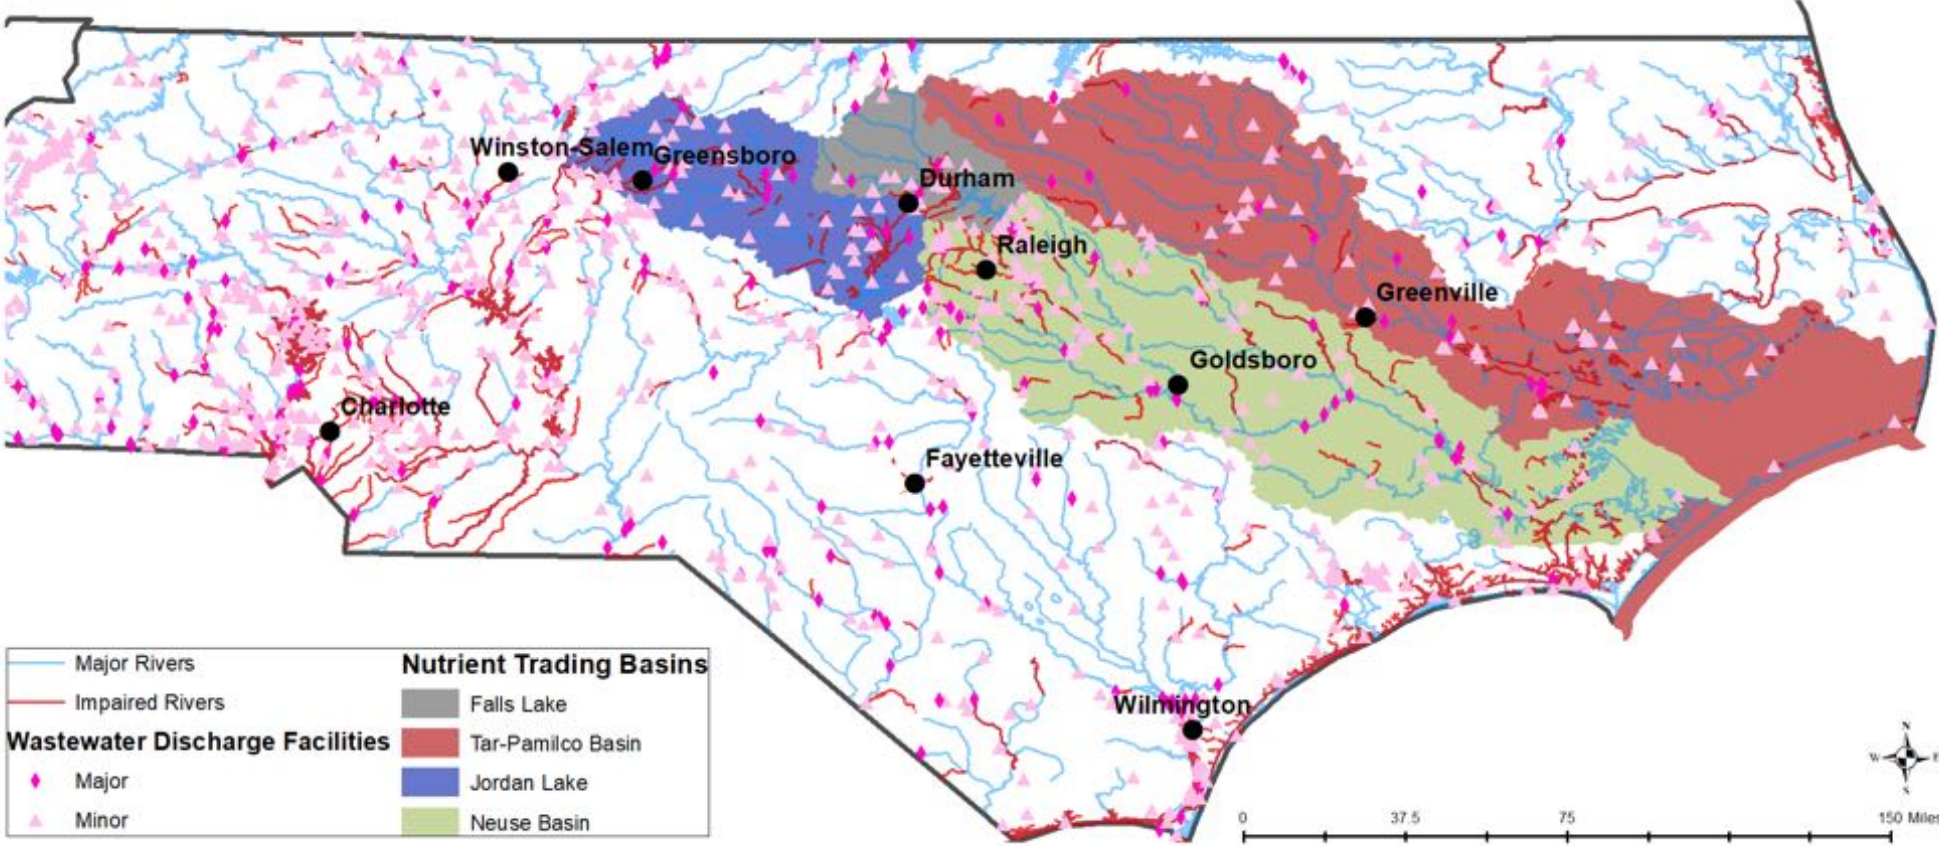 Winston-Salem
Greensboro
Durham
Raleigh
Greenville
Goldsboro
Charlotte
Fayetteville
Wilmington
Major Rivers
Impaired Rivers
Wastewater Discharge Facilities
Major
Minor
Nutrient Trading Basins
Falls Lake
Tar-Pamilco Basin
Jordan Lake
Neuse Basin
N
W E
S
0 37.5 75 150 Miles